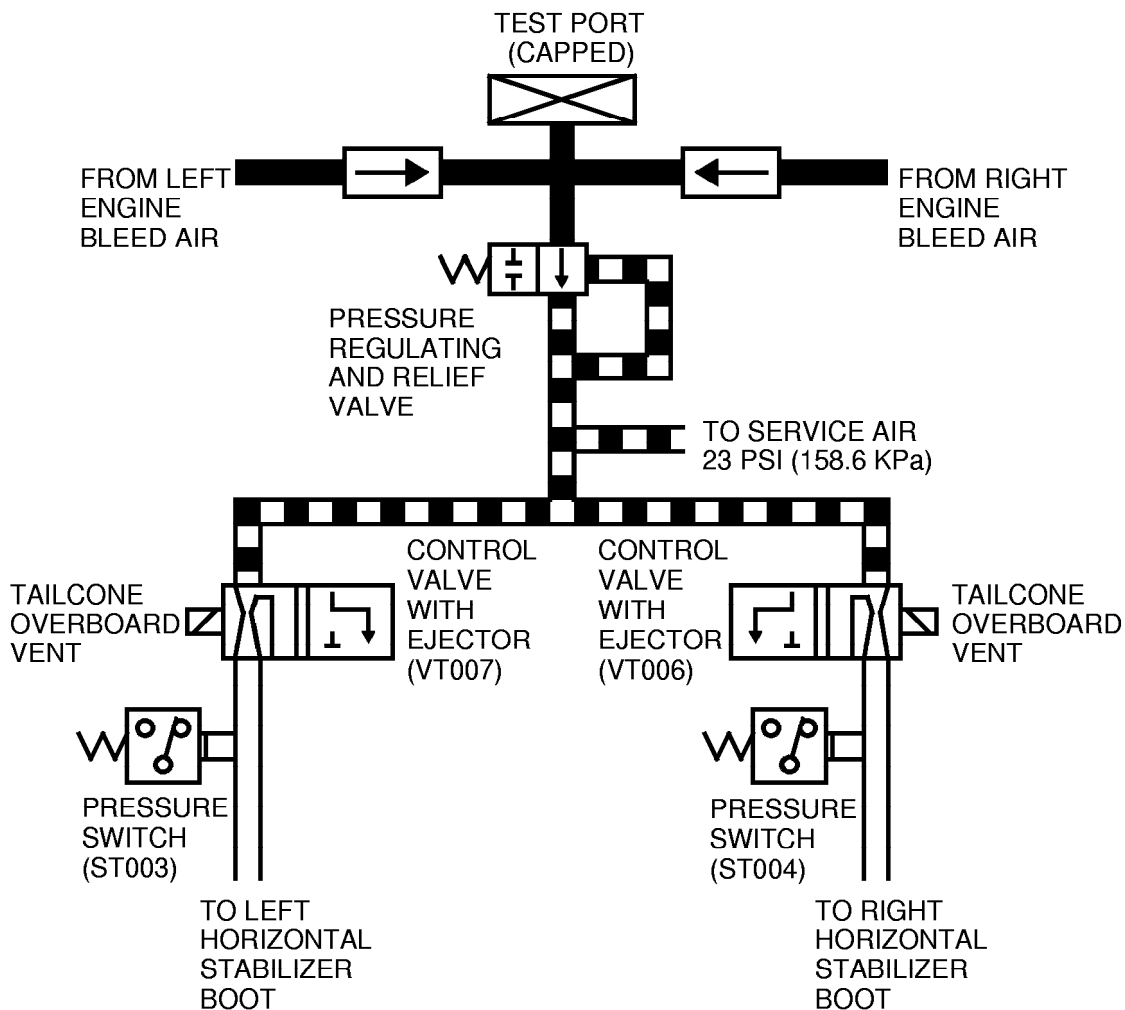 TEST PORT
(CAPPED)
FROM LEFT
ENGINE
BLEED AIR
FROM RIGHT
ENGINE
BLEED AIR
PRESSURE
REGULATING
AND RELIEF
VALVE
TO SERVICE AIR
23 PSI (158.6 KPa)
TAILCONE
OVERBOARD
VENT
CONTROL
VALVE
WITH
EJECTOR
(VT007)
CONTROL
VALVE
WITH
EJECTOR
(VT006)
TAILCONE
OVERBOARD
VENT
PRESSURE
SWITCH
(ST003)
PRESSURE
SWITCH
(ST004)
TO LEFT
HORIZONTAL
STABILIZER
BOOT
TO RIGHT
HORIZONTAL
STABILIZER
BOOT